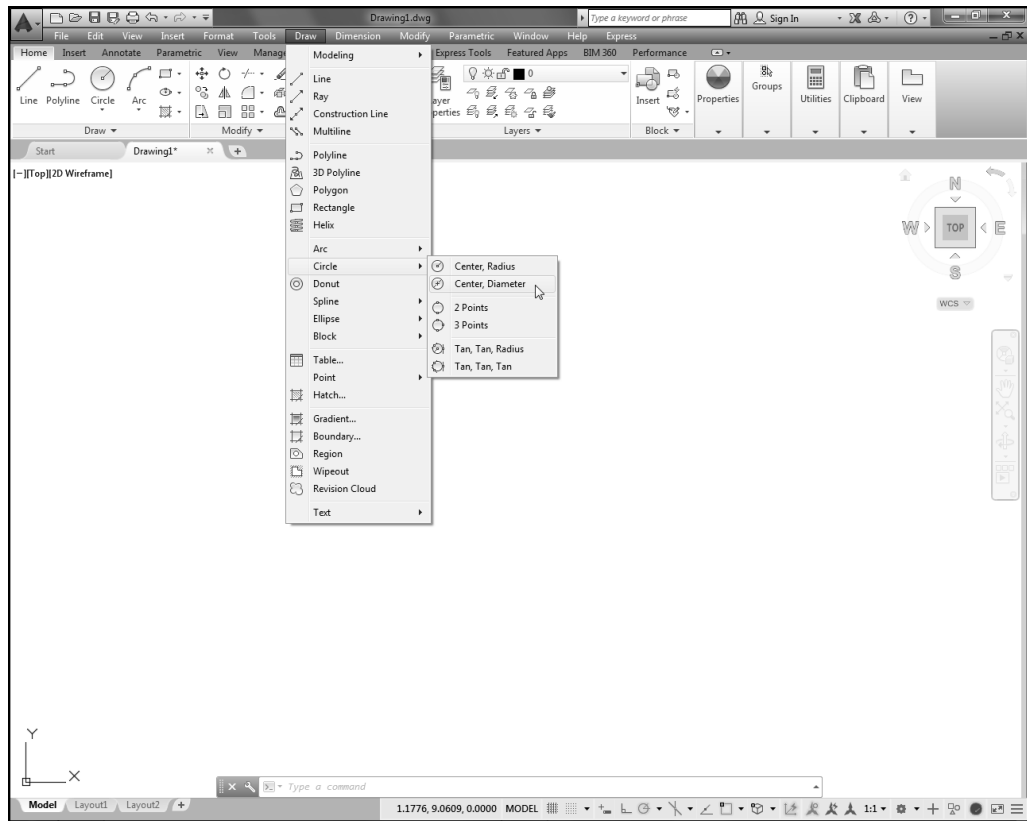 Drawing1.dwg
Type a keyword or phrase
Sign In
File Edit View Insert Format Tools Draw Dimension Modify Parametric Window Help Express
Home Insert Annotate Parametric View Manage Express Tools Featured Apps BIM 360 Performance
Line Polyline Circle Arc
Draw
Modify
0
ayer
perties
Layers
Insert
Block
Properties
Groups
Utilities
Clipboard
View
Start
Drawing1*
[−][Top][2D Wireframe]
Modeling
Line
Ray
Construction Line
Multiline
Polyline
3D Polyline
Polygon
Rectangle
Helix
Arc
Circle
Donut
Spline
Ellipse
Block
Table...
Point
Hatch...
Gradient...
Boundary...
Region
Wipeout
Revision Cloud
Text
Center, Radius
Center, Diameter
2 Points
3 Points
Tan, Tan, Radius
Tan, Tan, Tan
N
W TOP E
S
WCS
Y
X
Type a command
Model Layout1 Layout2 +
1.1776, 9.0609, 0.0000 MODEL 1:1